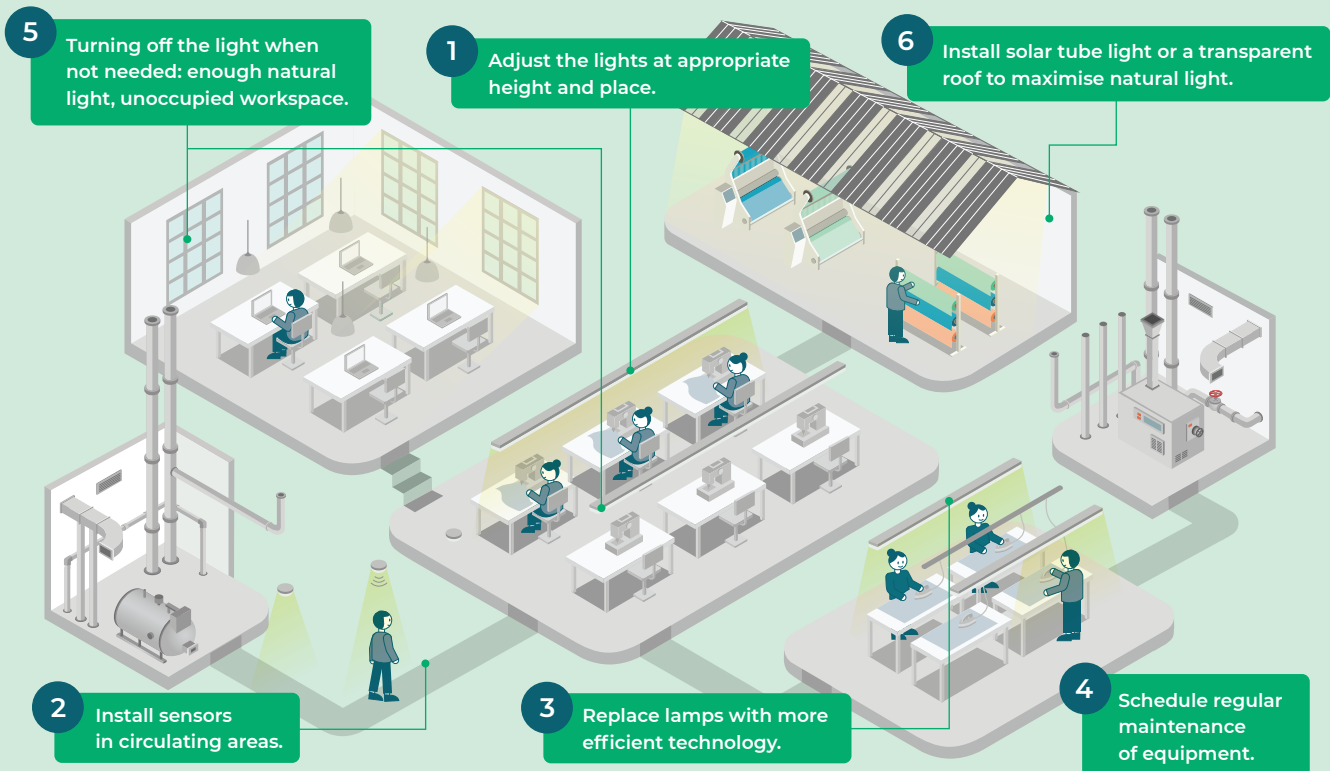 5
Turning off the light when
not needed: enough natural
light, unoccupied workspace.
1
Adjust the lights at appropriate
height and place.
6
Install solar tube light or a transparent
roof to maximise natural light.
2
Install sensors
in circulating areas.
3
Replace lamps with more
efficient technology.
4
Schedule regular
maintenance
of equipment.